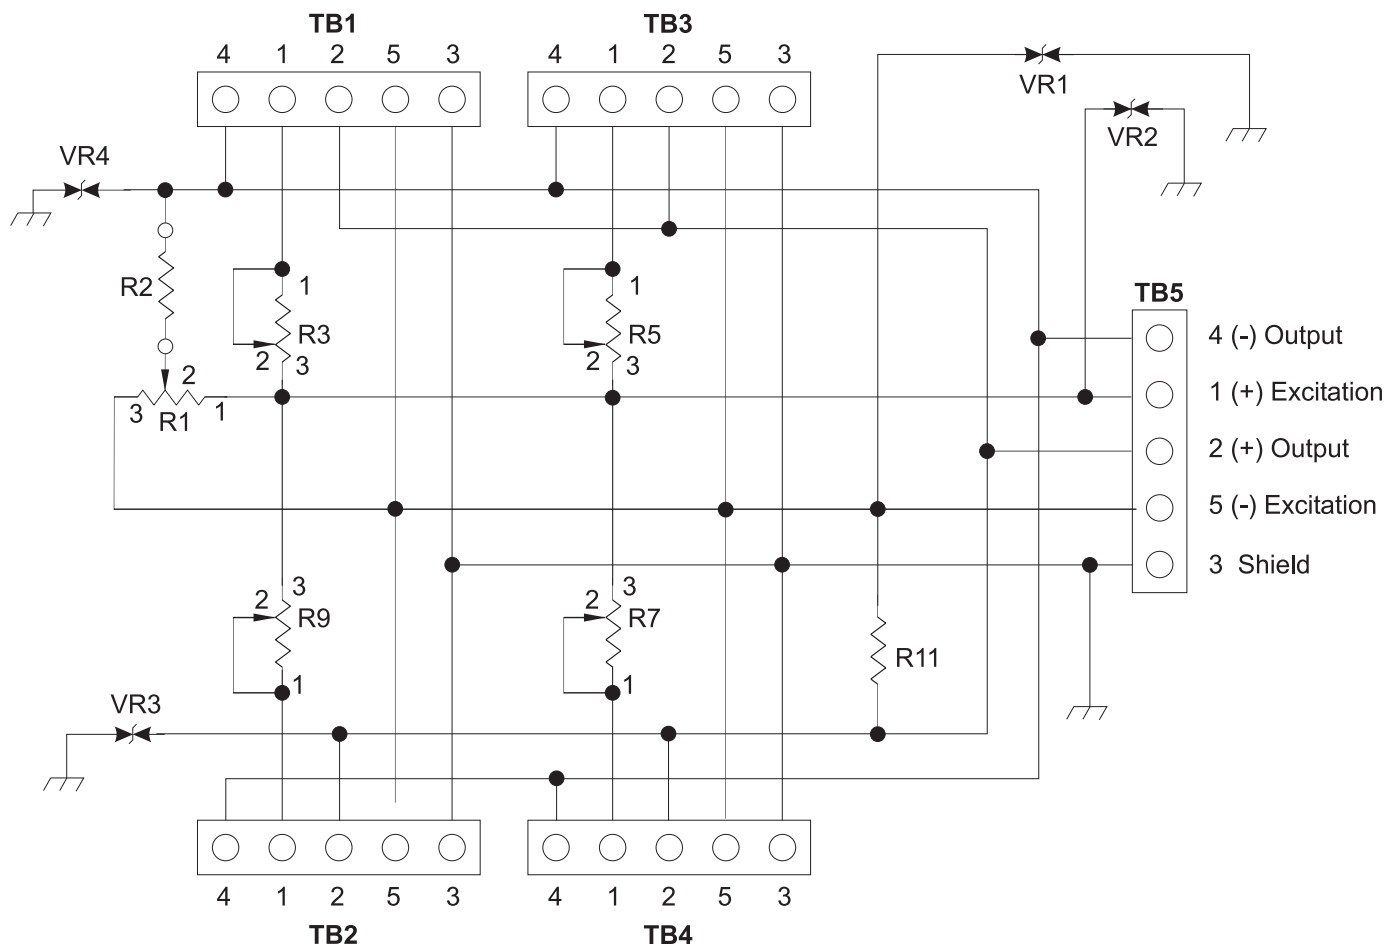 TB1
TB3
4 1 2 5 3
4 1 2 5 3
VR1
VR2
VR4
1
1
R2
R3
R5
2
3
2
3
TB5
4 (-) Output
1 (+) Excitation
2 (+) Output
5 (-) Excitation
3 Shield
2
3
R1
1
3
2
R9
1
3
2
R7
1
R11
VR3
4 1 2 5 3
4 1 2 5 3
TB2
TB4